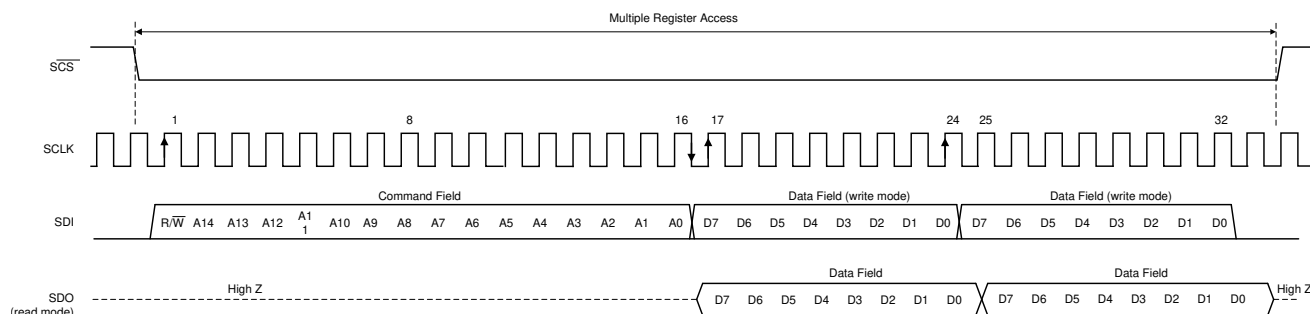 Multiple Register Access
SCS
1 8 16 17 24 25 32
SCLK
Command Field Data Field (write mode) Data Field (write mode)
SDI R/W A14 A13 A12 A11 A10 A9 A8 A7 A6 A5 A4 A3 A2 A1 A0 D7 D6 D5 D4 D3 D2 D1 D0 D7 D6 D5 D4 D3 D2 D1 D0
Data Field Data Field
High Z High Z
SDO D7 D6 D5 D4 D3 D2 D1 D0 D7 D6 D5 D4 D3 D2 D1 D0
(read mode)